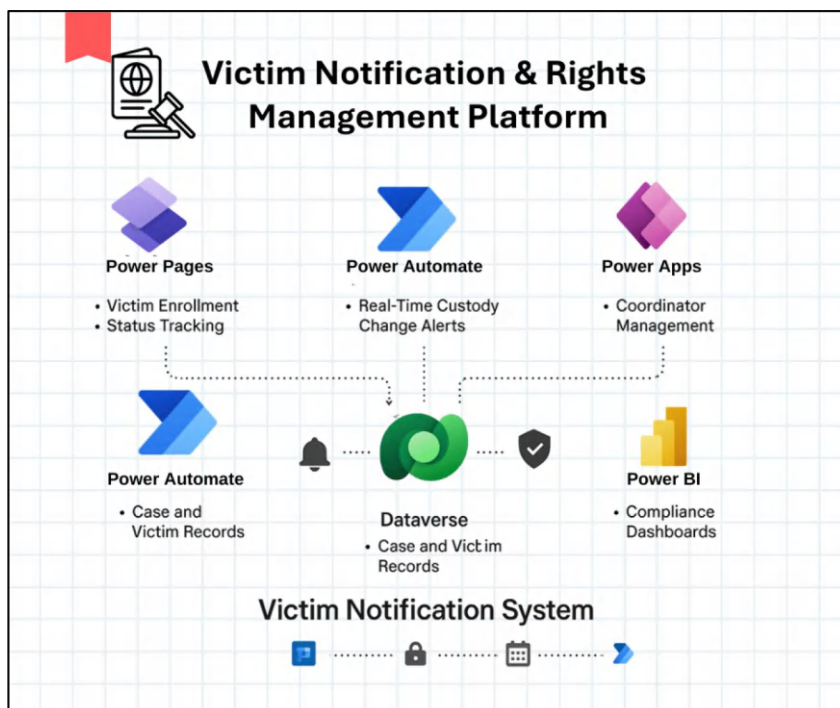 Victim Notification & Rights
Management Platform
Power Pages
• Victim Enrollment
• Status Tracking
Power Automate
• Real-Time Custody
Change Alerts
Power Apps
• Coordinator
Management
Power Automate
• Case and
Victim Records
Dataverse
• Case and Victim
Records
Power BI
• Compliance
Dashboards
Victim Notification System